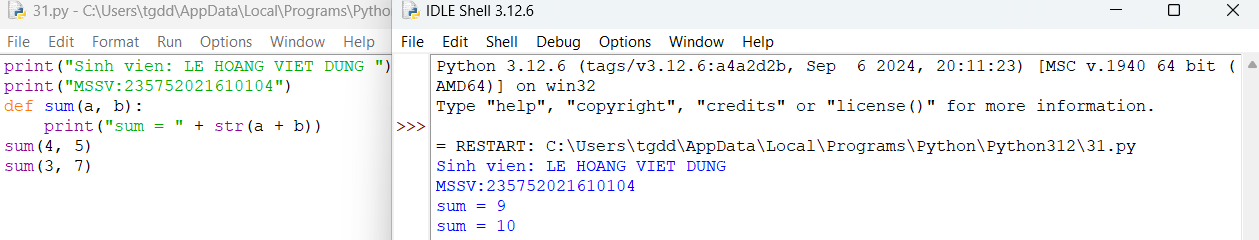 31.py - C:\Users\tgdd\AppData\Local\Programs\Pytho
File Edit Format Run Options Window Help
print("Sinh vien: LE HOANG VIET DUNG ")
print("MSSV:235752021610104")
def sum(a, b):
    print("sum = " + str(a + b))
sum(4, 5)
sum(3, 7)
IDLE Shell 3.12.6
File Edit Shell Debug Options Window Help
Python 3.12.6 (tags/v3.12.6:a4a2d2b, Sep  6 2024, 20:11:23) [MSC v.1940 64 bit (
AMD64)] on win32
Type "help", "copyright", "credits" or "license()" for more information.
>>>
= RESTART: C:\Users\tgdd\AppData\Local\Programs\Python\Python312\31.py
Sinh vien: LE HOANG VIET DUNG
MSSV:235752021610104
sum = 9
sum = 10